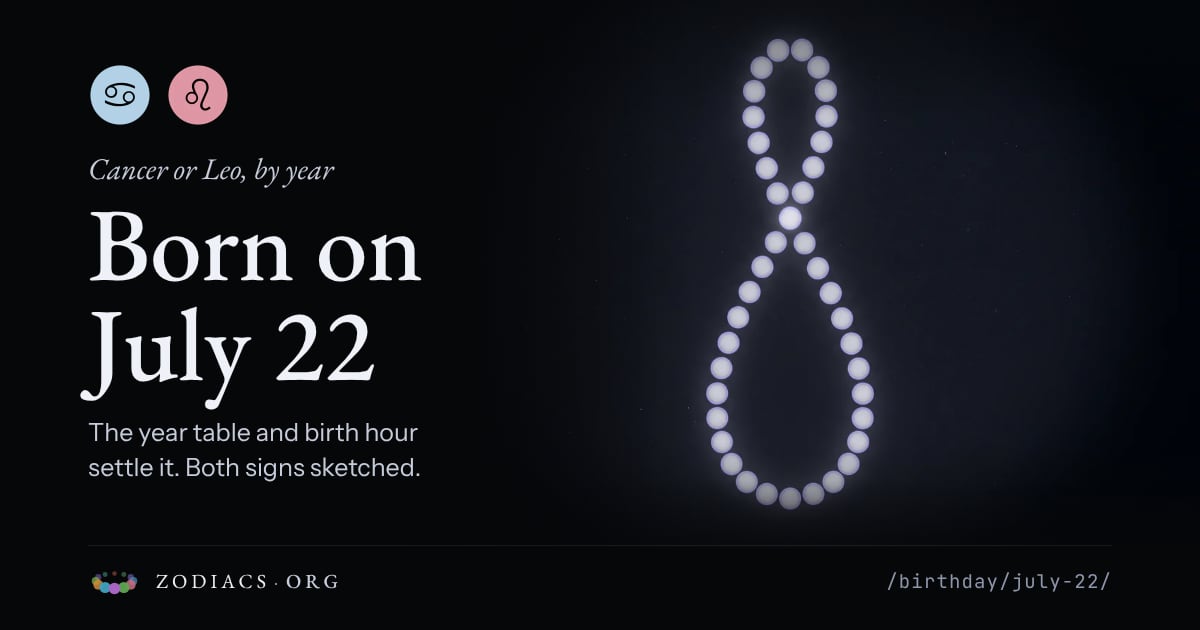 Cancer or Leo, by year
Born on
July 22
The year table and birth hour
settle it. Both signs sketched.
ZODIACS·ORG
/birthday/july-22/